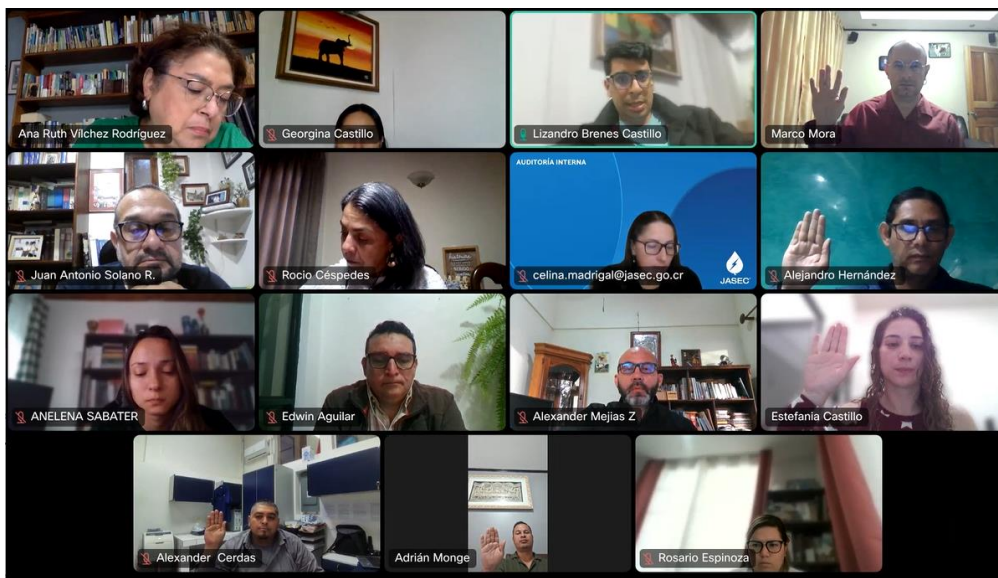 Ana Ruth Vílchez Rodríguez
Georgina Castillo
Lizandro Brenes Castillo
Marco Mora
Juan Antonio Solano R.
Rocio Céspedes
AUDITORÍA INTERNA
JASEC
celina.madrigal@jasec.go.cr
Alejandro Hernández
ANELENA SABATER
Edwin Aguilar
Alexander Mejias Z
Estefanía Castillo
Alexander Cerdas
Adrián Monge
Rosario Espinoza